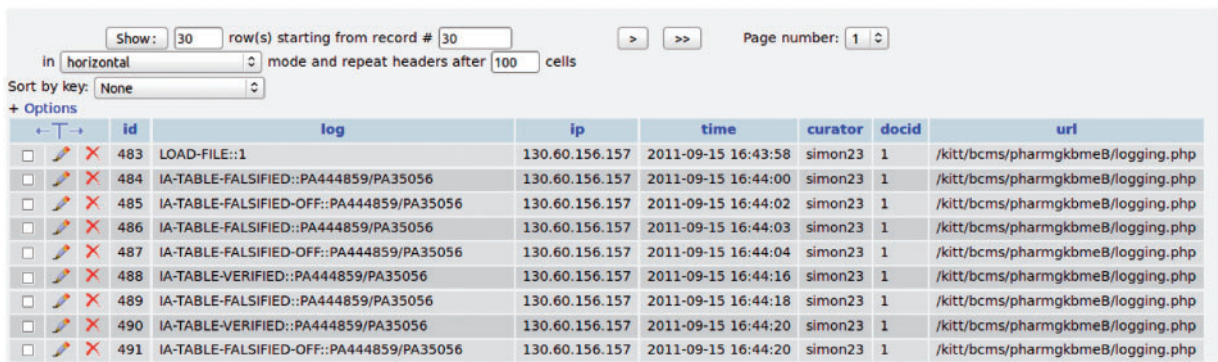 Show: 30 row(s) starting from record # 30 > >> Page number: 1
in horizontal mode and repeat headers after 100 cells
Sort by key: None
+ Options
←T→ id log ip time curator docid url
483 LOAD-FILE::1 130.60.156.157 2011-09-15 16:43:58 simon23 1 /kitt/bcms/pharmgkbmeB/logging.php
484 IA-TABLE-FALSIFIED::PA444859/PA35056 130.60.156.157 2011-09-15 16:44:00 simon23 1 /kitt/bcms/pharmgkbmeB/logging.php
485 IA-TABLE-FALSIFIED-OFF::PA444859/PA35056 130.60.156.157 2011-09-15 16:44:02 simon23 1 /kitt/bcms/pharmgkbmeB/logging.php
486 IA-TABLE-FALSIFIED::PA444859/PA35056 130.60.156.157 2011-09-15 16:44:03 simon23 1 /kitt/bcms/pharmgkbmeB/logging.php
487 IA-TABLE-FALSIFIED-OFF::PA444859/PA35056 130.60.156.157 2011-09-15 16:44:04 simon23 1 /kitt/bcms/pharmgkbmeB/logging.php
488 IA-TABLE-VERIFIED::PA444859/PA35056 130.60.156.157 2011-09-15 16:44:16 simon23 1 /kitt/bcms/pharmgkbmeB/logging.php
489 IA-TABLE-FALSIFIED::PA444859/PA35056 130.60.156.157 2011-09-15 16:44:18 simon23 1 /kitt/bcms/pharmgkbmeB/logging.php
490 IA-TABLE-VERIFIED::PA444859/PA35056 130.60.156.157 2011-09-15 16:44:20 simon23 1 /kitt/bcms/pharmgkbmeB/logging.php
491 IA-TABLE-FALSIFIED-OFF::PA444859/PA35056 130.60.156.157 2011-09-15 16:44:20 simon23 1 /kitt/bcms/pharmgkbmeB/logging.php